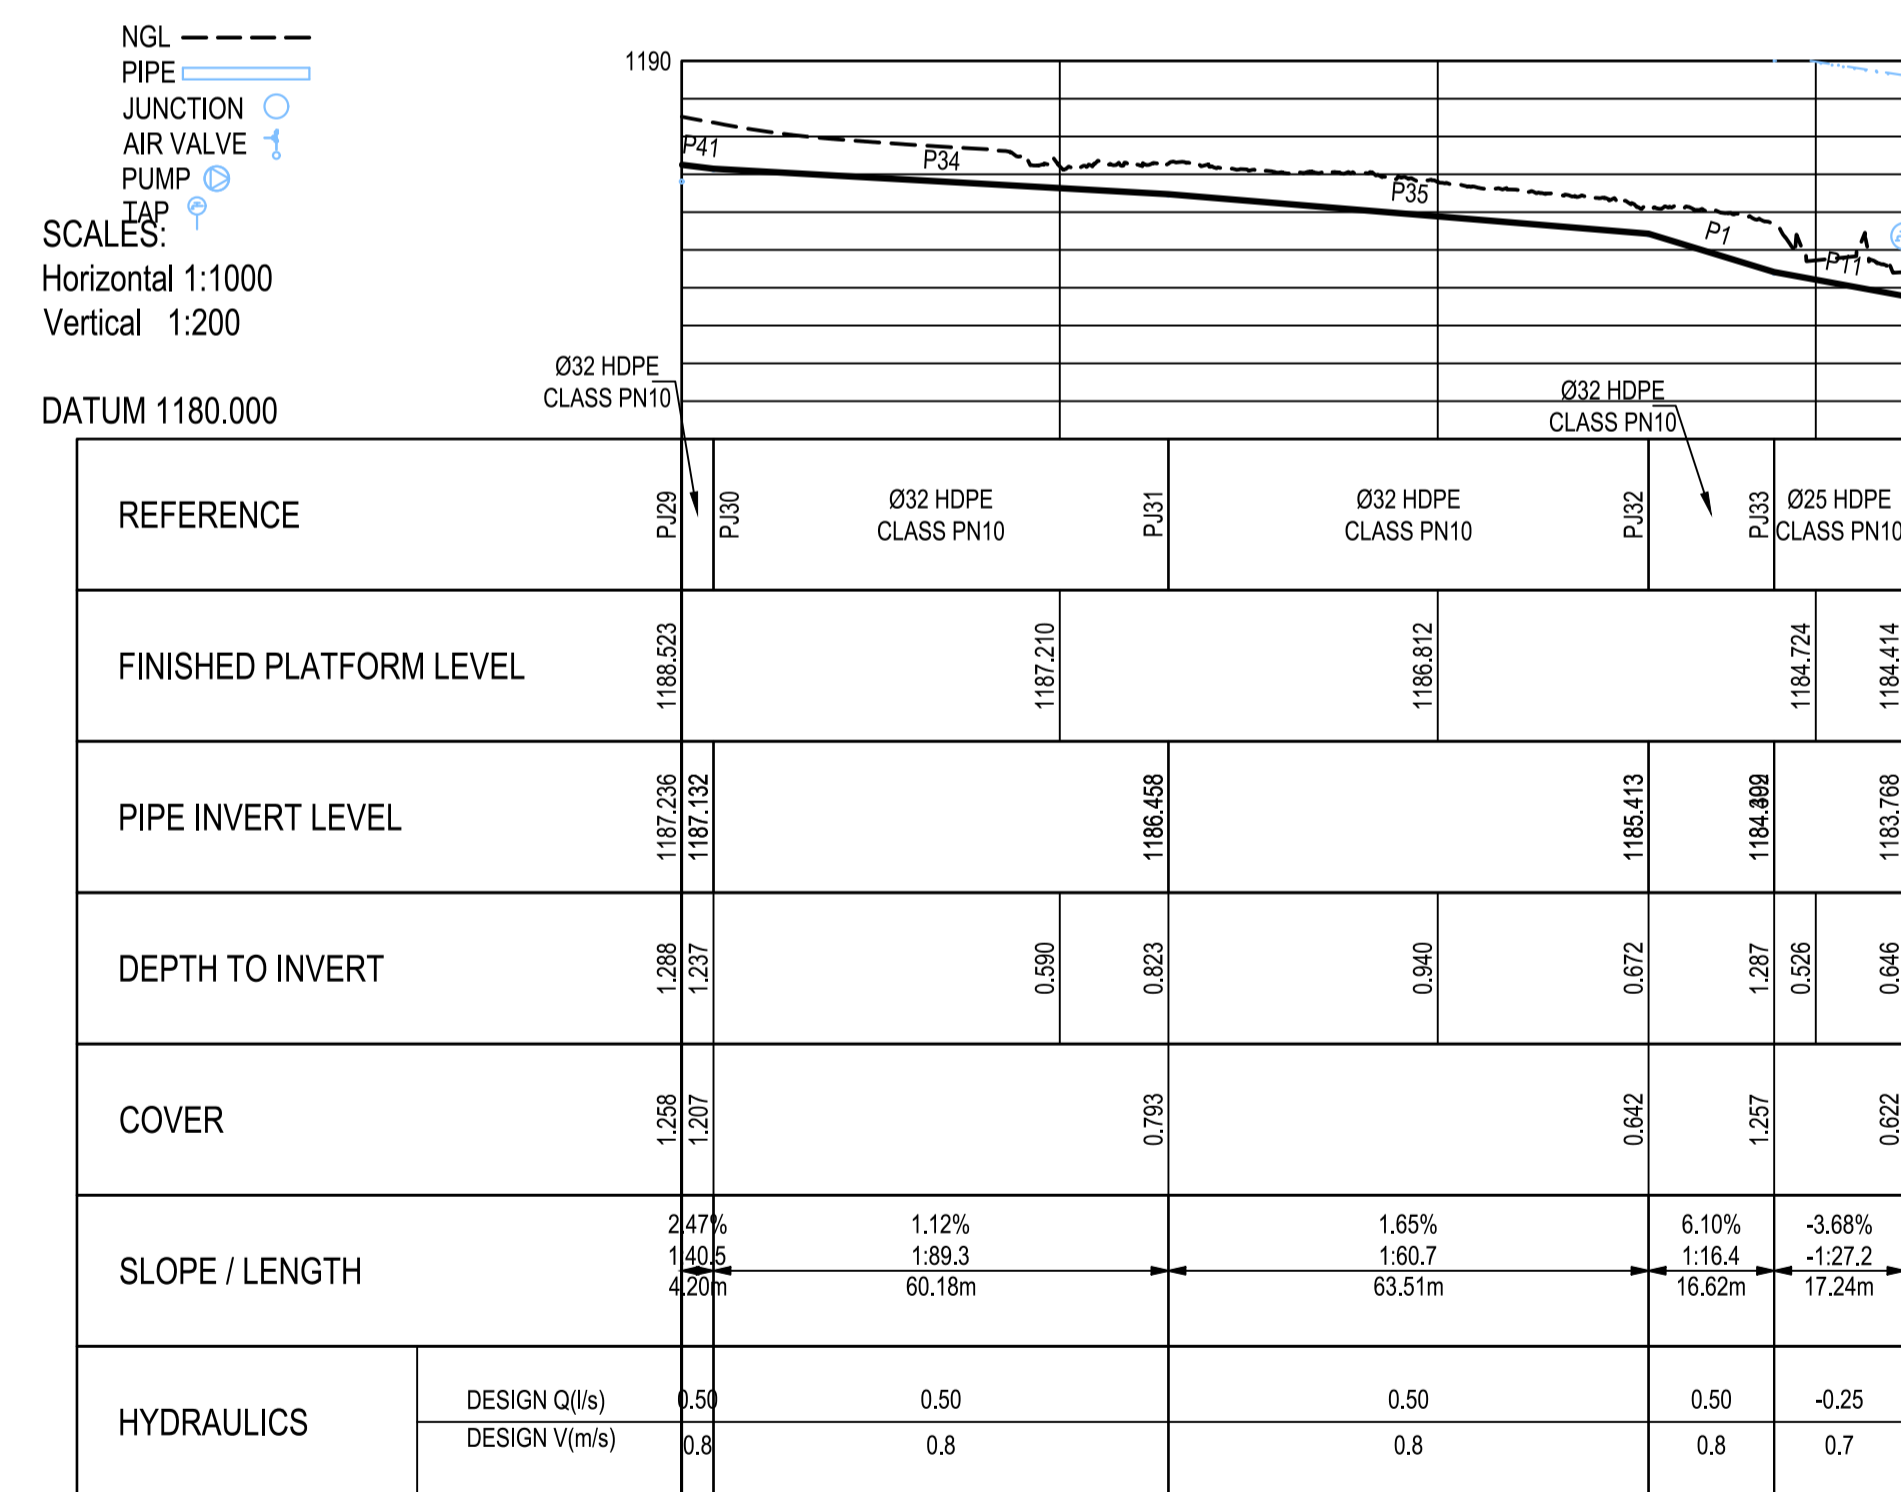 NGL
PIPE
JUNCTION
AIR VALVE
PUMP
TAP
SCALES:
Horizontal 1:1000
Vertical 1:200
DATUM 1180.000
1190
P41
P34
P35
P1
PT1
Ø32 HDPE
CLASS PN10
Ø32 HDPE
CLASS PN10
REFERENCE
PJ29
PJ30
Ø32 HDPE
CLASS PN10
PJ31
Ø32 HDPE
CLASS PN10
PJ32
PJ33
Ø25 HDPE
CLASS PN10
FINISHED PLATFORM LEVEL
1188.523
1187.210
1186.812
1184.724
1184.414
PIPE INVERT LEVEL
1187.236
1187.132
1186.458
1185.413
1183.768
DEPTH TO INVERT
1.288
1.237
0.590
0.823
0.940
0.672
1.287
0.526
0.646
COVER
1.258
1.207
0.793
0.642
1.257
0.622
SLOPE / LENGTH
2.47%
1:40.5
4.20m
1.12%
1:89.3
60.18m
1.65%
1:60.7
63.51m
6.10%
1:16.4
16.62m
-3.68%
-1:27.2
17.24m
HYDRAULICS
DESIGN Q(l/s)
0.50
0.50
0.50
0.50
-0.25
DESIGN V(m/s)
0.8
0.8
0.8
0.8
0.7